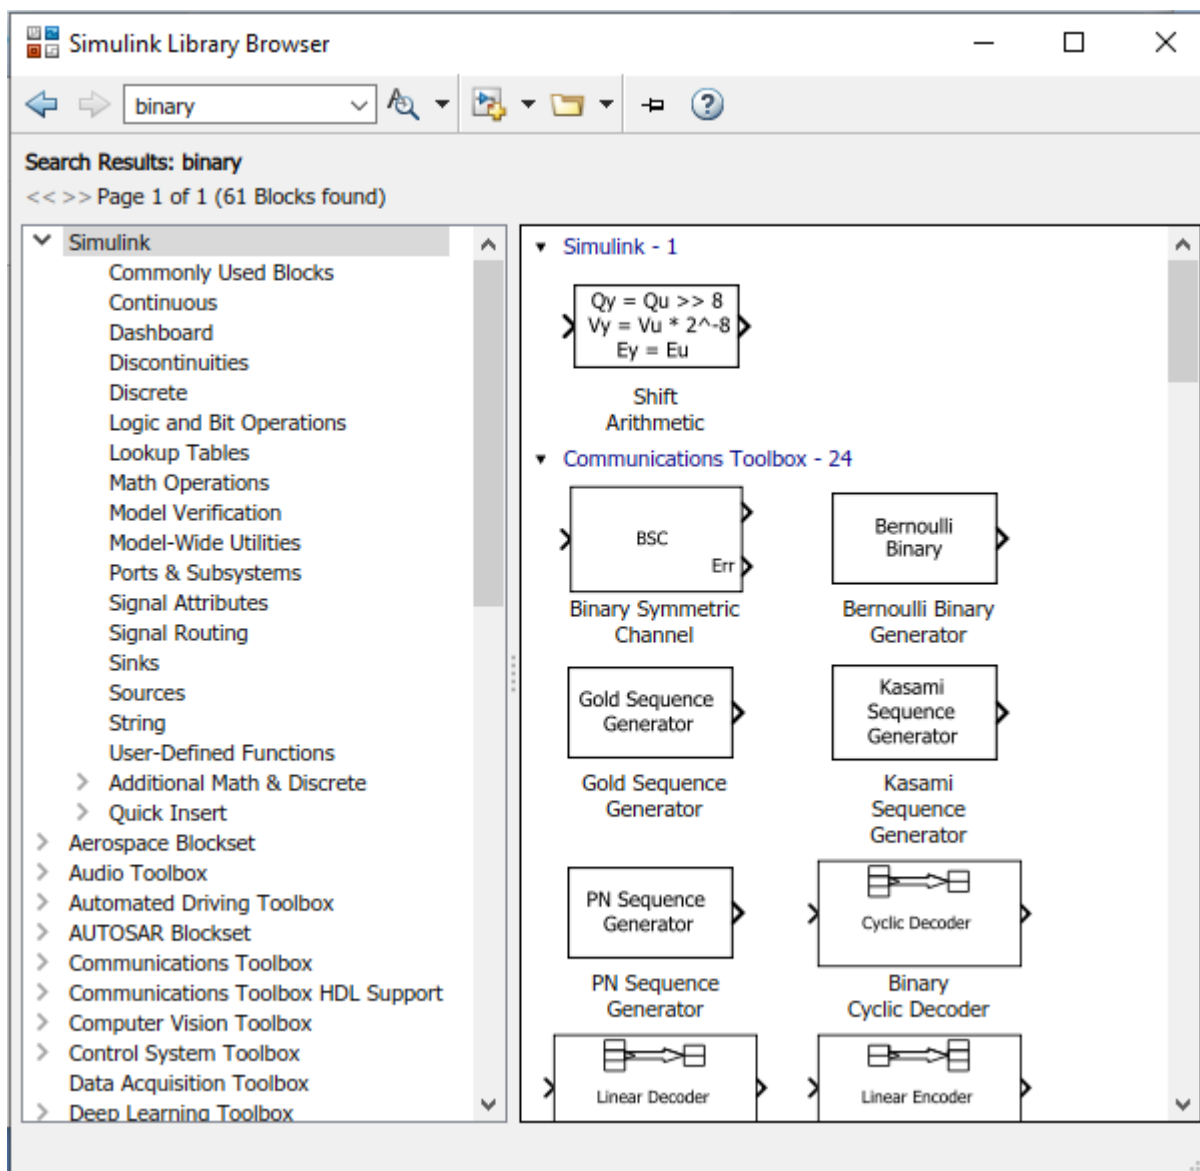 Simulink Library Browser
binary
Search Results: binary
<< >> Page 1 of 1 (61 Blocks found)
Simulink
Commonly Used Blocks
Continuous
Dashboard
Discontinuities
Discrete
Logic and Bit Operations
Lookup Tables
Math Operations
Model Verification
Model-Wide Utilities
Ports & Subsystems
Signal Attributes
Signal Routing
Sinks
Sources
String
User-Defined Functions
Additional Math & Discrete
Quick Insert
Aerospace Blockset
Audio Toolbox
Automated Driving Toolbox
AUTOSAR Blockset
Communications Toolbox
Communications Toolbox HDL Support
Computer Vision Toolbox
Control System Toolbox
Data Acquisition Toolbox
Deep Learning Toolbox
Simulink - 1
Qy = Qu >> 8
Vy = Vu * 2^-8
Ey = Eu
Shift
Arithmetic
Communications Toolbox - 24
BSC
Err
Binary Symmetric
Channel
Bernoulli
Binary
Bernoulli Binary
Generator
Gold Sequence
Generator
Gold Sequence
Generator
Kasami
Sequence
Generator
Kasami
Sequence
Generator
PN Sequence
Generator
PN Sequence
Generator
Cyclic Decoder
Binary
Cyclic Decoder
Linear Decoder
Linear Encoder